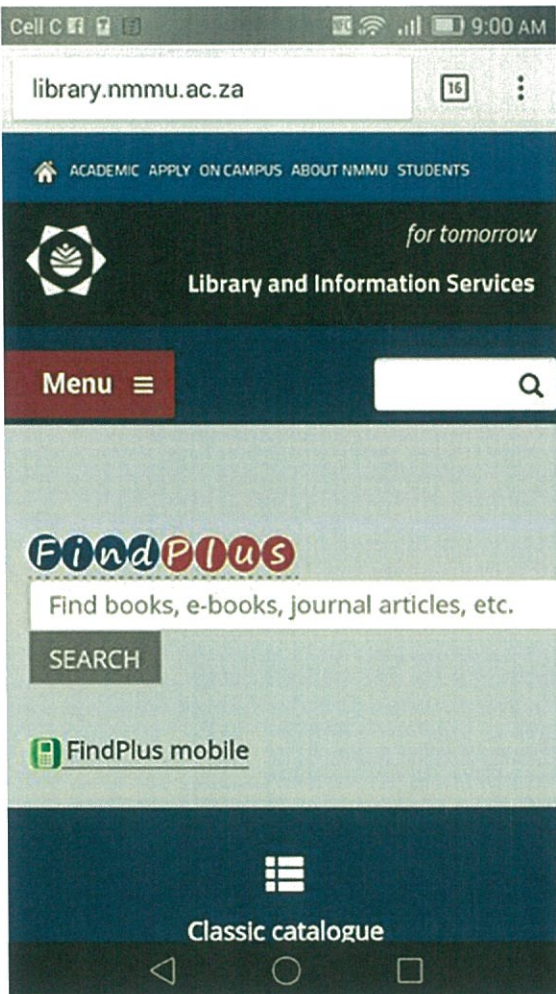 Cell C 9:00 AM
library.nmmu.ac.za 16
ACADEMIC APPLY ON CAMPUS ABOUT NMMU STUDENTS
for tomorrow
Library and Information Services
Menu
FindPlus
Find books, e-books, journal articles, etc.
SEARCH
FindPlus mobile
Classic catalogue